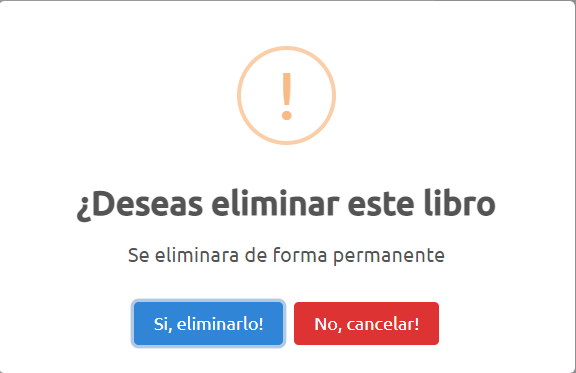 !
¿Deseas eliminar este libro
Se eliminara de forma permanente
Si, eliminarlo! No, cancelar!